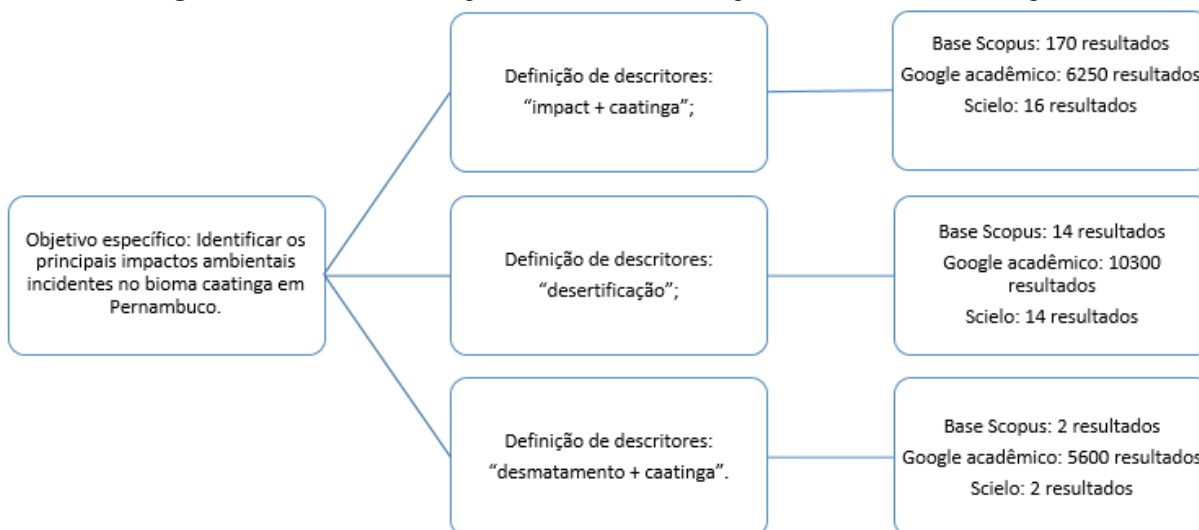 Objetivo específico: Identificar os
principais impactos ambientais
incidentes no bioma caatinga em
Pernambuco.
Definição de descritores:
“impact + caatinga”;
Base Scopus: 170 resultados
Google acadêmico: 6250 resultados
Scielo: 16 resultados
Definição de descritores:
“desertificação”;
Base Scopus: 14 resultados
Google acadêmico: 10300
resultados
Scielo: 14 resultados
Definição de descritores:
“desmatamento + caatinga”.
Base Scopus: 2 resultados
Google acadêmico: 5600 resultados
Scielo: 2 resultados